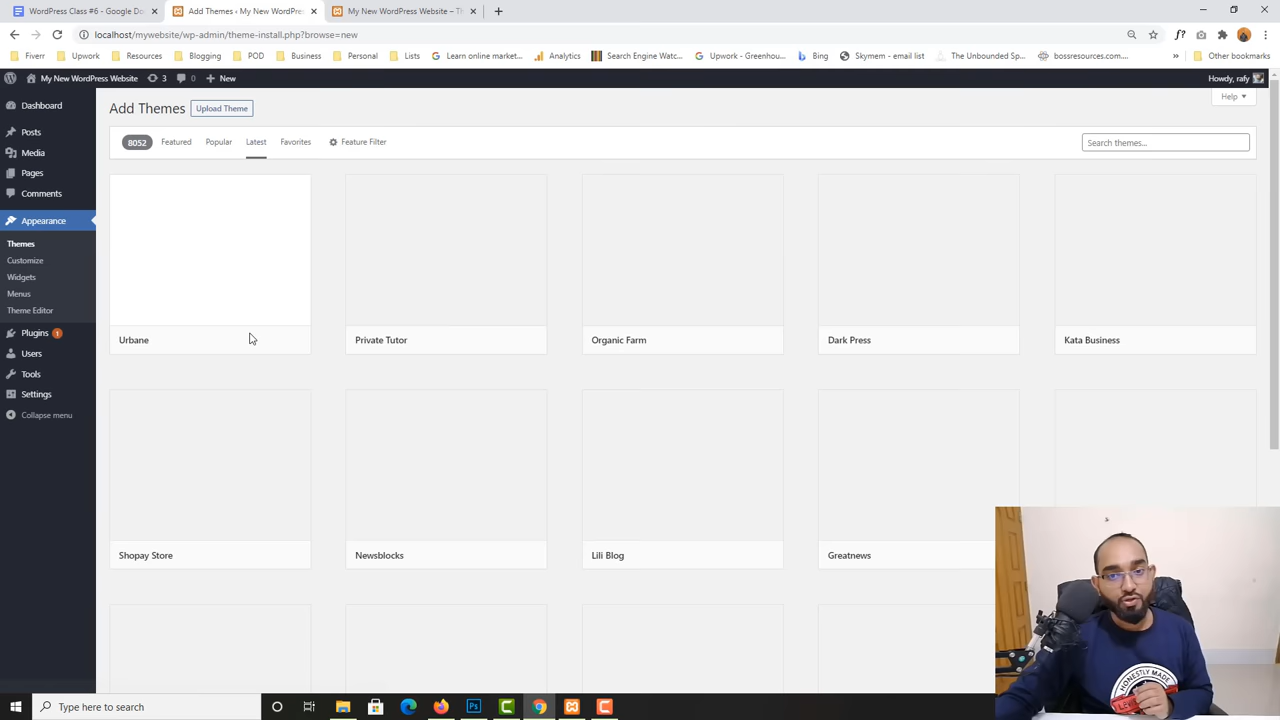 WordPress Class #6 - Google Do
Add Themes ‹ My New WordPres
My New WordPress Website – Th
localhost/mywebsite/wp-admin/theme-install.php?browse=new
Fiverr
Upwork
Resources
Blogging
POD
Business
Personal
Lists
Learn online market...
Analytics
Search Engine Watc...
Upwork - Greenhou...
Bing
Skymem - email list
The Unbounded Sp...
bossresources.com...
Other bookmarks
My New WordPress Website
3
0
New
Howdy, rafy
Dashboard
Posts
Media
Pages
Comments
Appearance
Themes
Customize
Widgets
Menus
Theme Editor
Plugins 1
Users
Tools
Settings
Collapse menu
Add Themes
Upload Theme
Help
8052
Featured
Popular
Latest
Favorites
Feature Filter
Search themes...
Urbane
Private Tutor
Organic Farm
Dark Press
Kata Business
Shopay Store
Newsblocks
Lili Blog
Greatnews
HONESTLY MADE
Type here to search
Ps